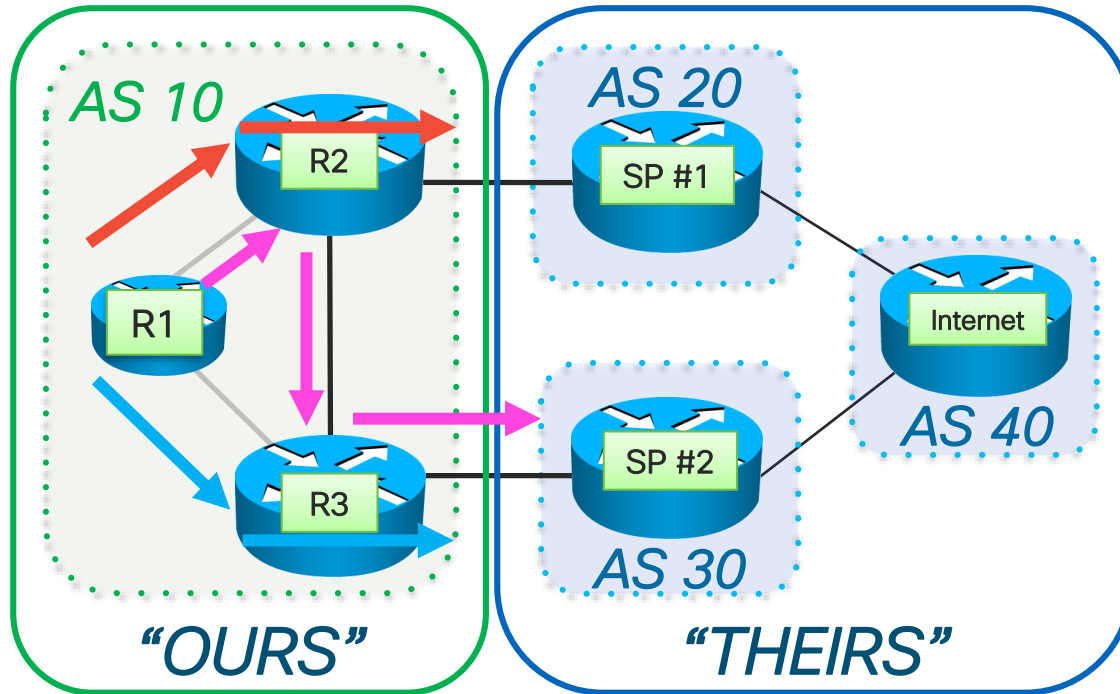 AS 10
R2
R1
R3
"OURS"
AS 20
SP #1
Internet
AS 40
SP #2
AS 30
"THEIRS"